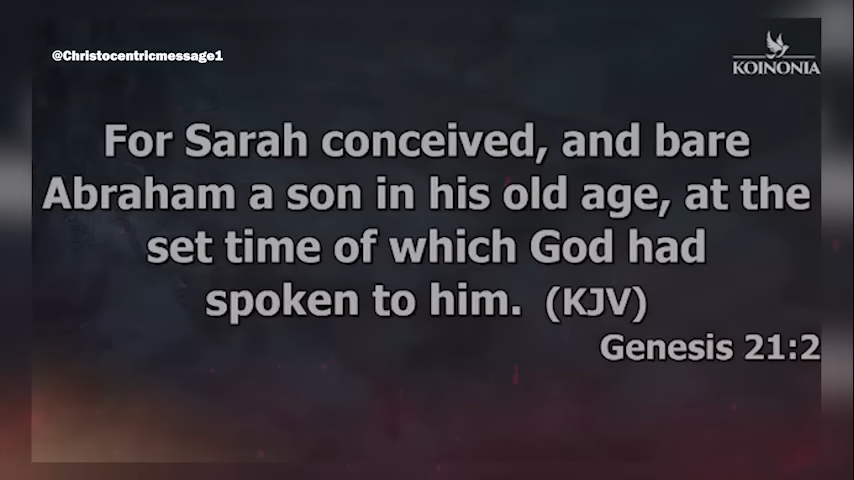 @Christocentricmessage1
KOINONIA
For Sarah conceived, and bare
Abraham a son in his old age, at the
set time of which God had
spoken to him. (KJV)
Genesis 21:2